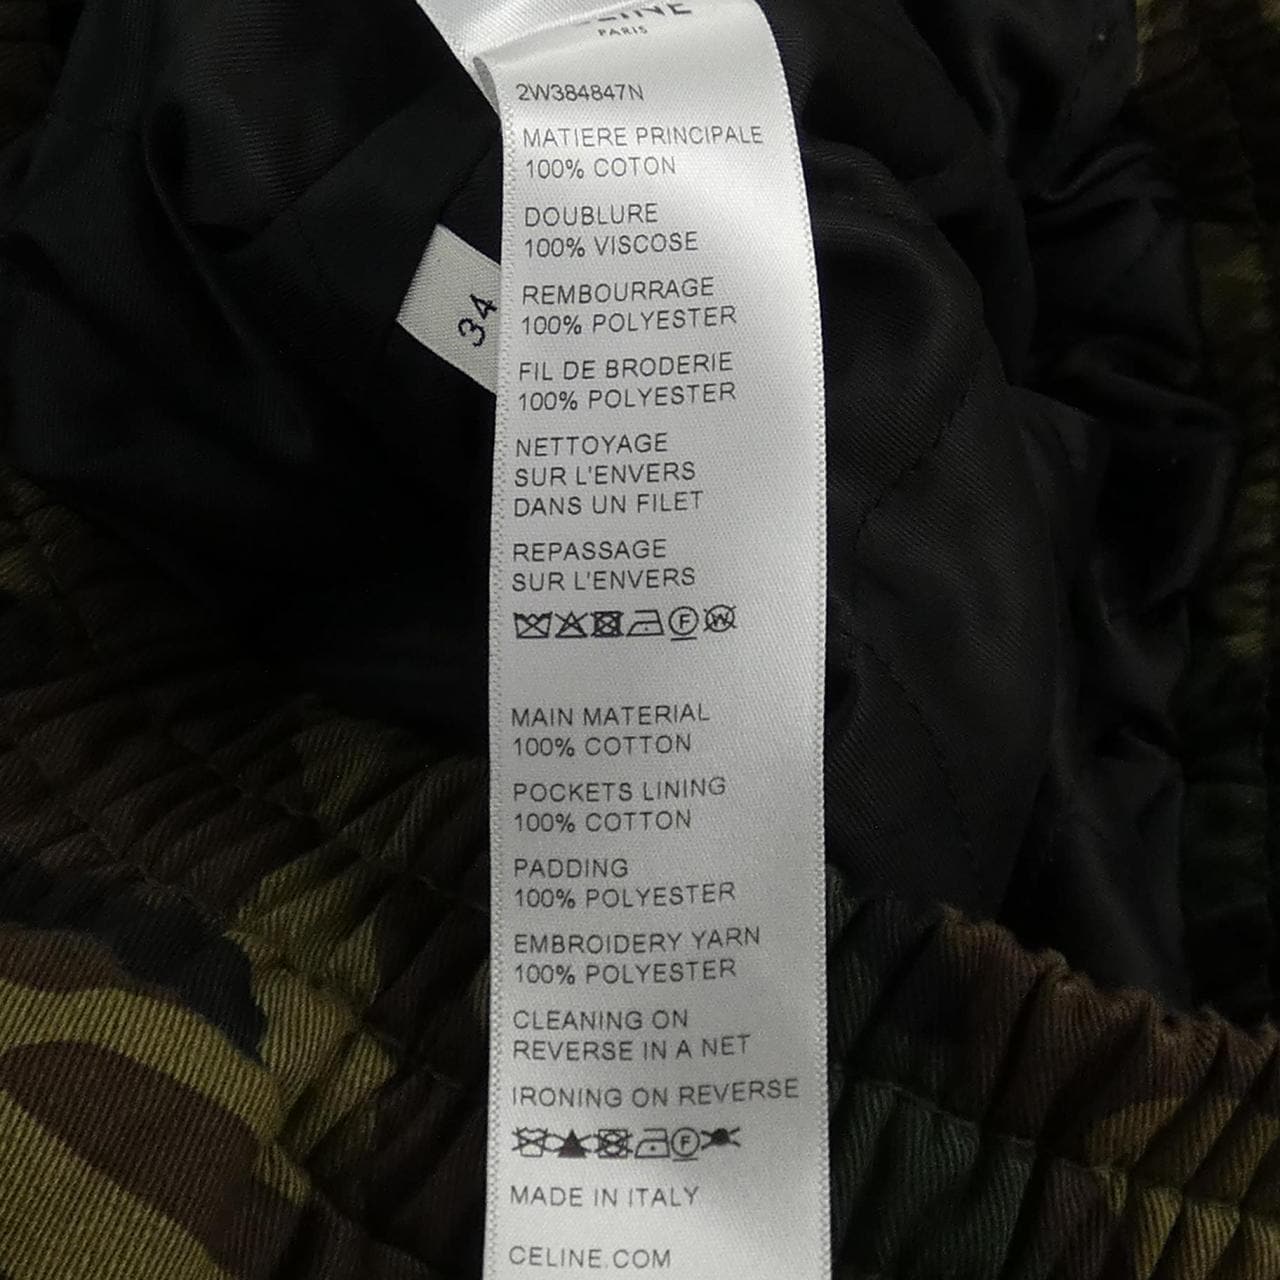 CELINE
PARIS
2W384847N
MATIERE PRINCIPALE
100% COTON
DOUBLURE
100% VISCOSE
REMBOURRAGE
100% POLYESTER
FIL DE BRODERIE
100% POLYESTER
NETTOYAGE
SUR L'ENVERS
DANS UN FILET
REPASSAGE
SUR L'ENVERS
F W
MAIN MATERIAL
100% COTTON
POCKETS LINING
100% COTTON
PADDING
100% POLYESTER
EMBROIDERY YARN
100% POLYESTER
CLEANING ON
REVERSE IN A NET
IRONING ON REVERSE
F
MADE IN ITALY
CELINE.COM
34